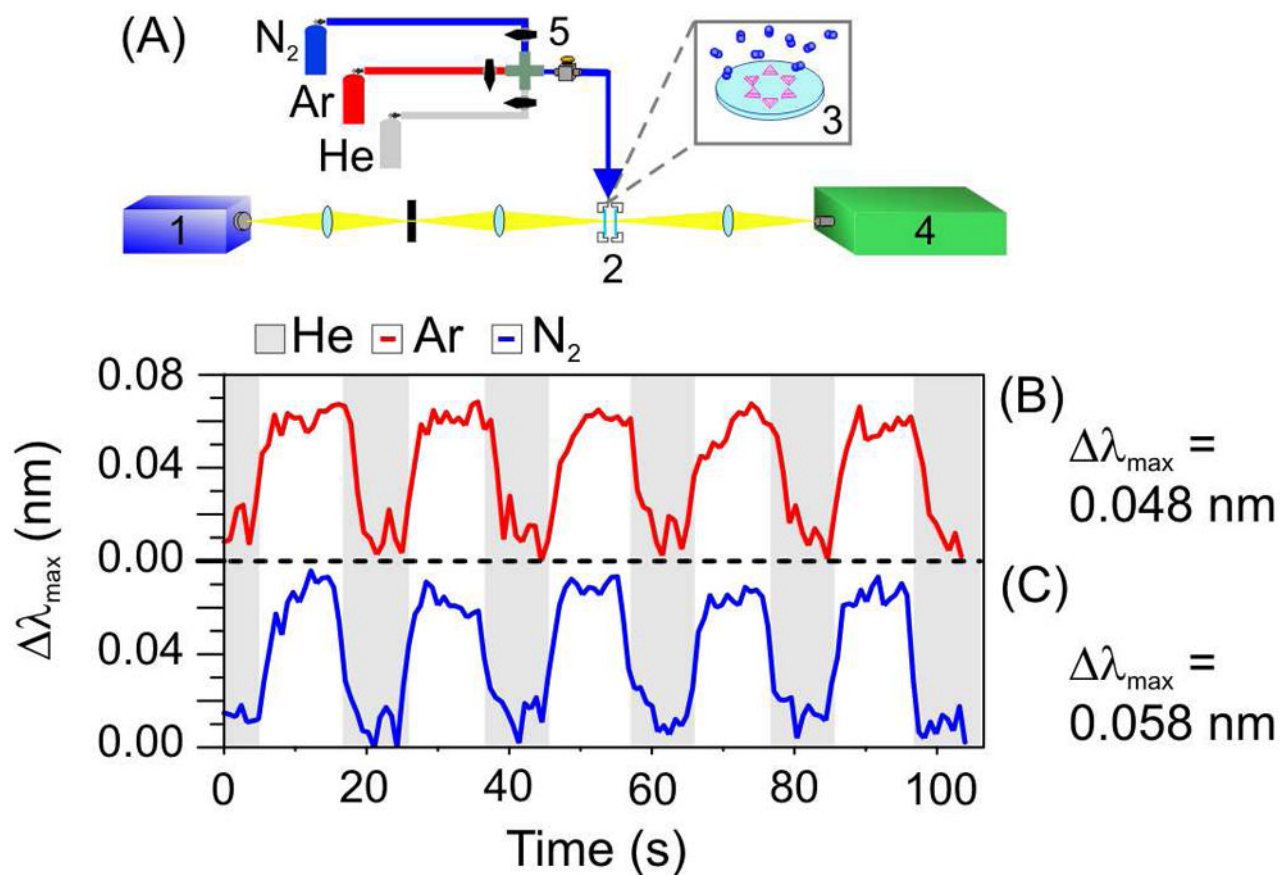 (A)
N₂
5
Ar
He
3
1
2
4
He Ar N₂
0.08
0.04
0.00
0.04
0.00
Δλmax (nm)
0 20 40 60 80 100
Time (s)
(B)
Δλmax =
0.048 nm
(C)
Δλmax =
0.058 nm